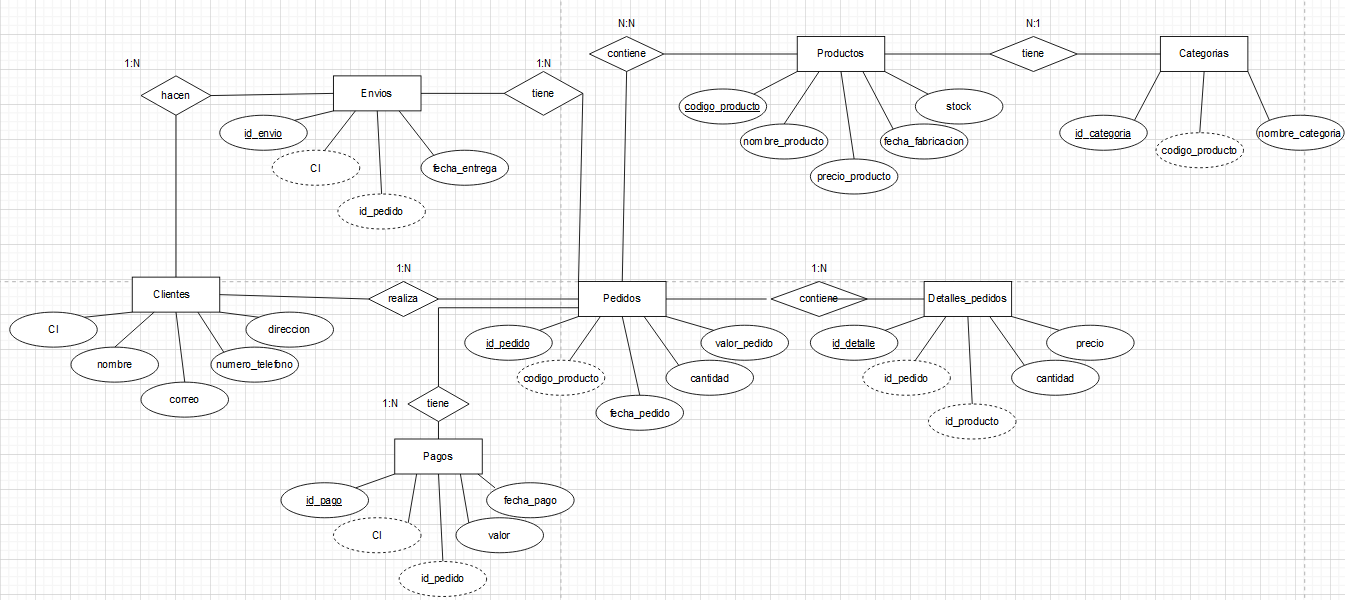 N:N
N:1
contiene
Productos
tiene
Categorias
1:N
1:N
hacen
Envios
tiene
codigo_producto
stock
id_envio
nombre_producto
fecha_fabricacion
id_categoria
nombre_categoria
codigo_producto
CI
fecha_entrega
precio_producto
id_pedido
1:N
1:N
Clientes
realiza
Pedidos
contiene
Detalles_pedidos
CI
direccion
id_pedido
valor_pedido
id_detalle
precio
nombre
numero_telefono
codigo_producto
cantidad
id_pedido
cantidad
correo
1:N
tiene
fecha_pedido
id_producto
Pagos
id_pago
fecha_pago
CI
valor
id_pedido